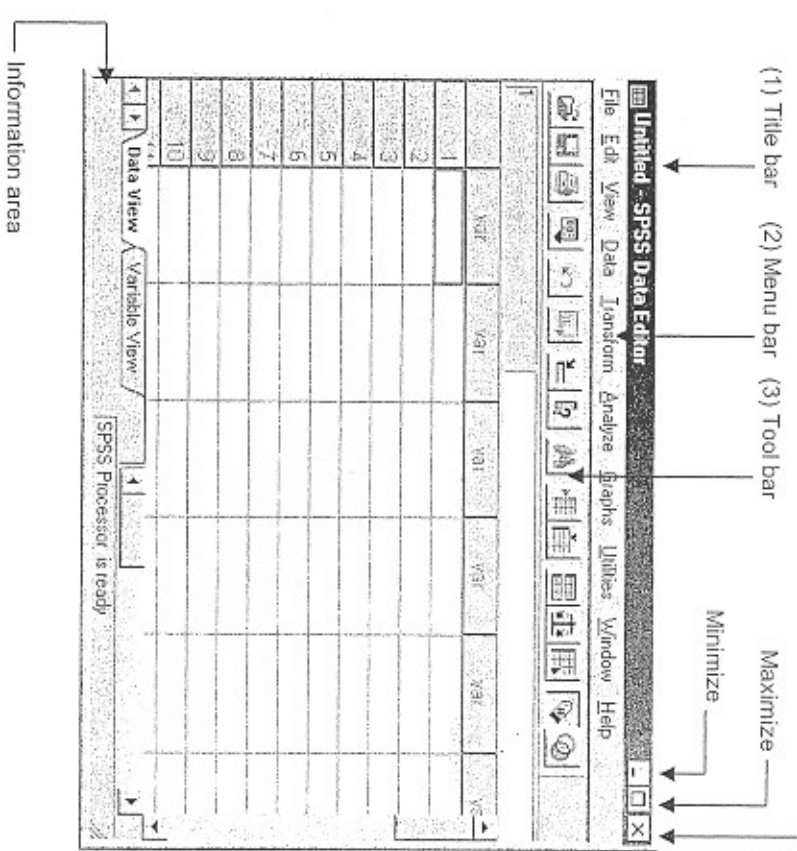 (1) Title bar (2) Menu bar (3) Tool bar
Maximize
Minimize
Untitled - SPSS Data Editor
File Edit View Data Transform Analyze Graphs Utilities Window Help
1
var var var var var
1
2
3
4
5
6
7
8
9
10
Data View Variable View
SPSS Processor is ready
Information area